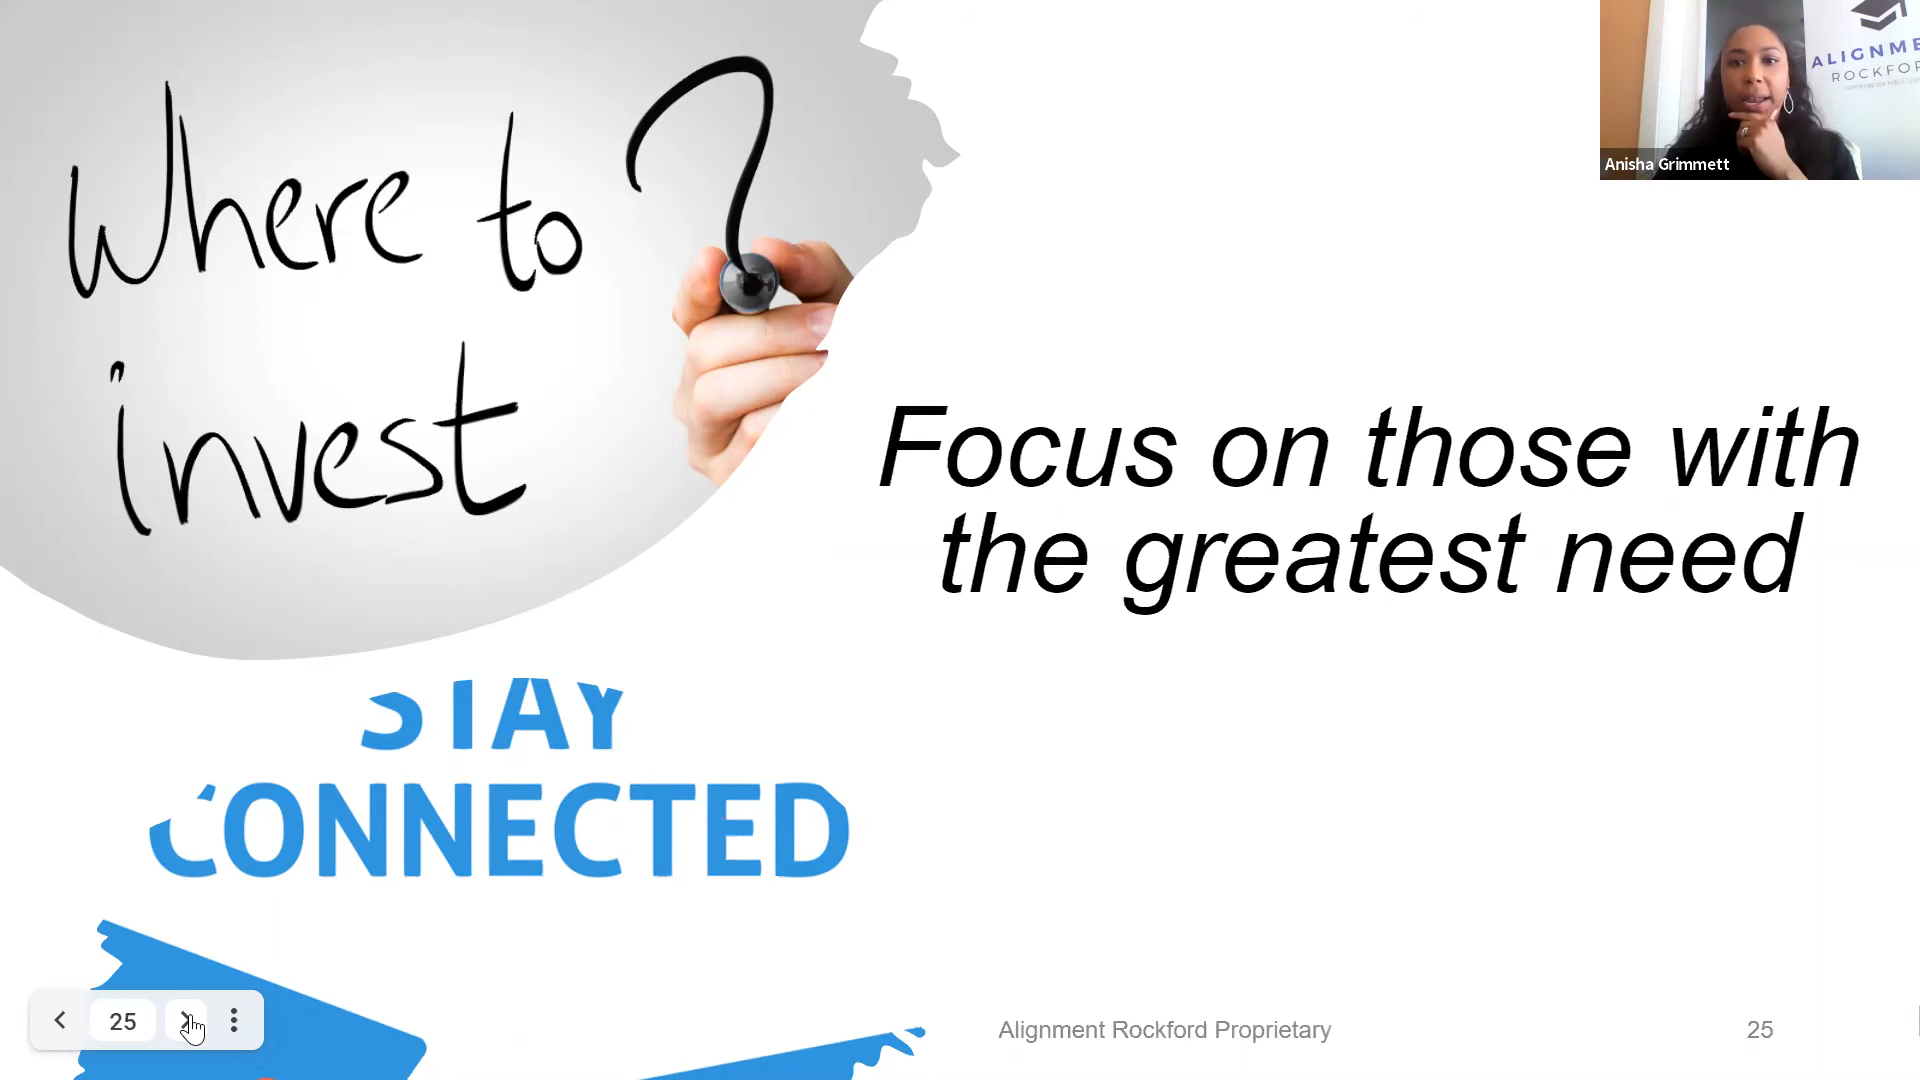 Where to ?
invest
Focus on those with
the greatest need
STAY
CONNECTED
ALIGNME
ROCKFOR
Anisha Grimmett
25
Alignment Rockford Proprietary
25